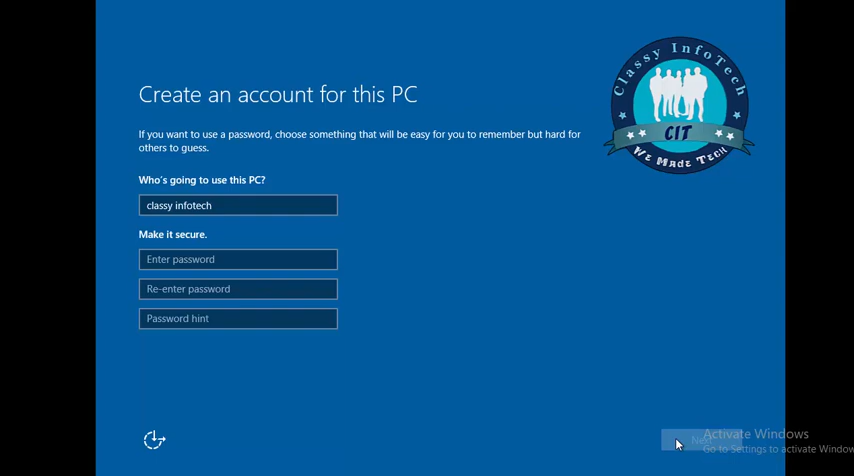 Classy InfoTech
CIT
We Made Tech
Create an account for this PC
If you want to use a password, choose something that will be easy for you to remember but hard for
others to guess.
Who's going to use this PC?
classy infotech
Make it secure.
Enter password
Re-enter password
Password hint
Activate Windows
Go to Settings to activate Window